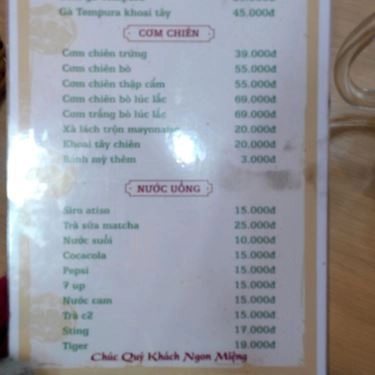 Gà Tempura khoai tây 45.000đ
CƠM CHIÊN
Cơm chiên trứng 39.000đ
Cơm chiên bò 55.000đ
Cơm chiên thập cẩm 55.000đ
Cơm chiên bò lúc lắc 69.000đ
Cơm trắng bò lúc lắc 69.000đ
Xà lách trộn mayonaise 20.000đ
Khoai tây chiên 20.000đ
Bánh mỳ thêm 3.000đ
NƯỚC UỐNG
Siro atiso 15.000đ
Trà sữa matcha 25.000đ
Nước suối 10.000đ
Cocacola 15.000đ
Pepsi 15.000đ
7 up 15.000đ
Nước cam 15.000đ
Trà c2 15.000đ
Sting 17.000đ
Tiger 19.000đ
Chúc Quý Khách Ngon Miệng